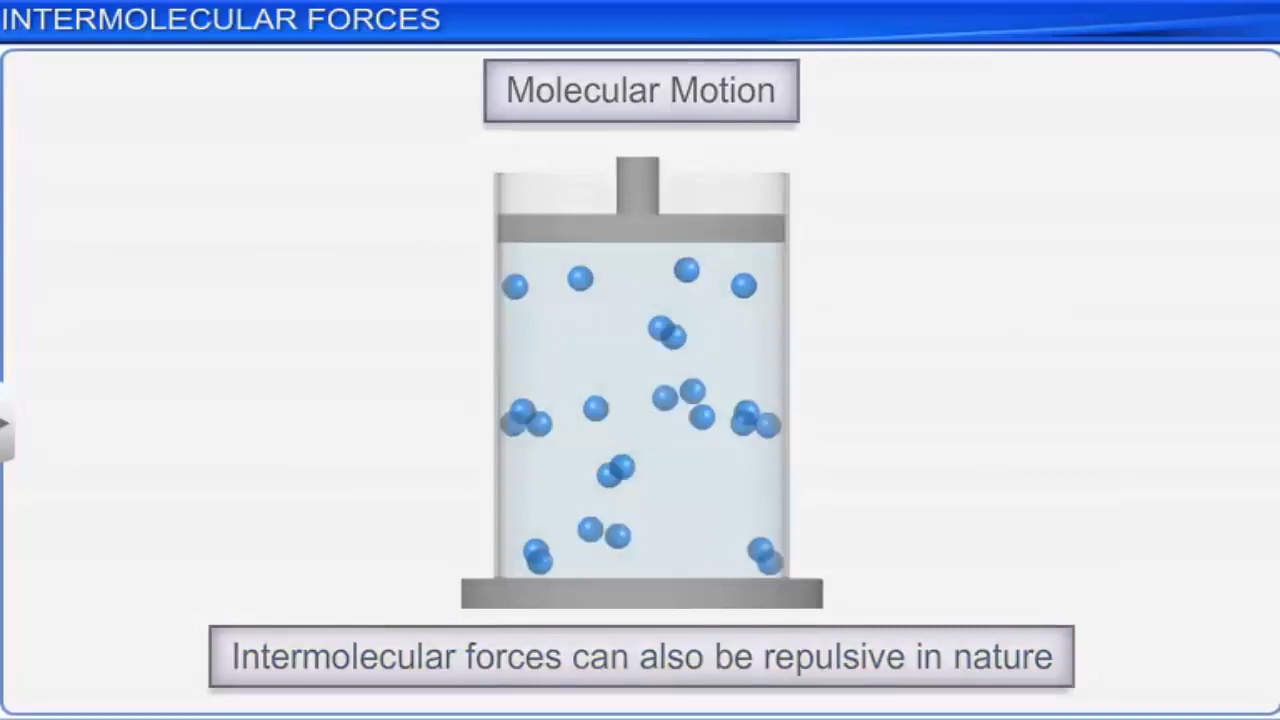 INTERMOLECULAR FORCES
Molecular Motion
Intermolecular forces can also be repulsive in nature